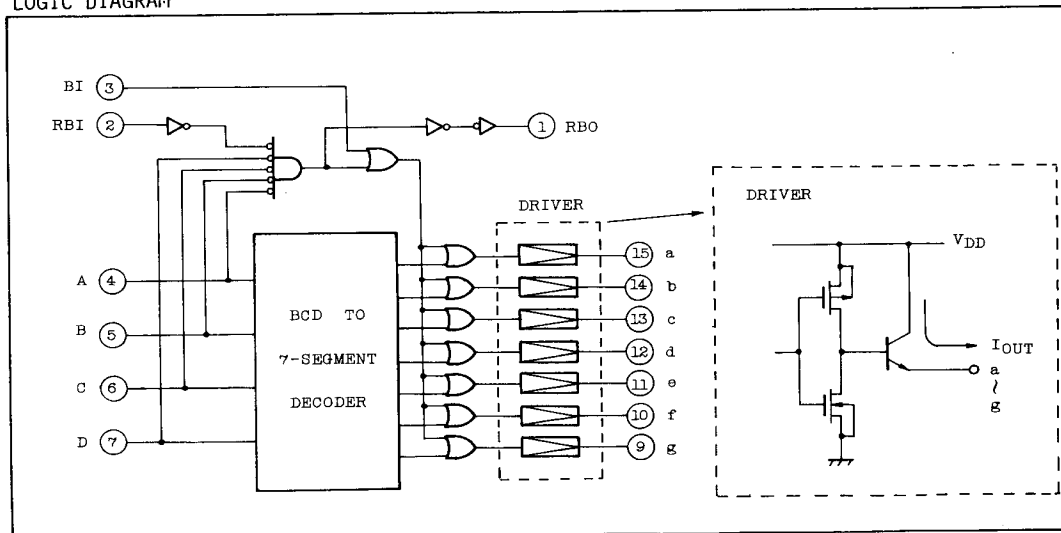 LOGIC DIAGRAM
BI 3
RBI 2
1 RBO
A 4
B 5
C 6
D 7
BCD TO
7-SEGMENT
DECODER
DRIVER
15 a
14 b
13 c
12 d
11 e
10 f
9 g
DRIVER
VDD
IOUT
a
~
g